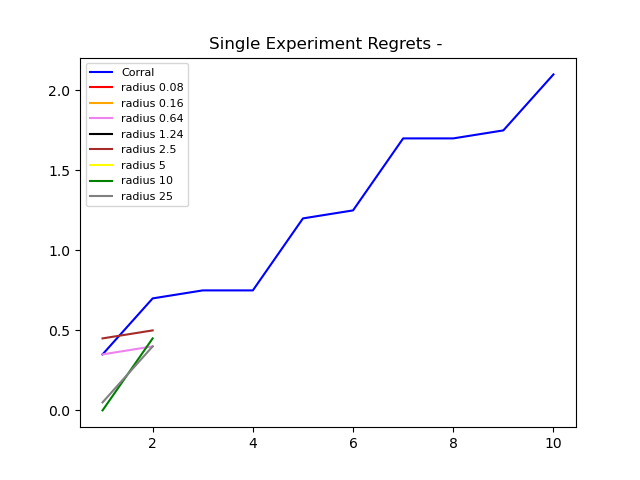 Single Experiment Regrets -
Corral
radius 0.08
radius 0.16
radius 0.64
radius 1.24
radius 2.5
radius 5
radius 10
radius 25
2.0
1.5
1.0
0.5
0.0
2 4 6 8 10